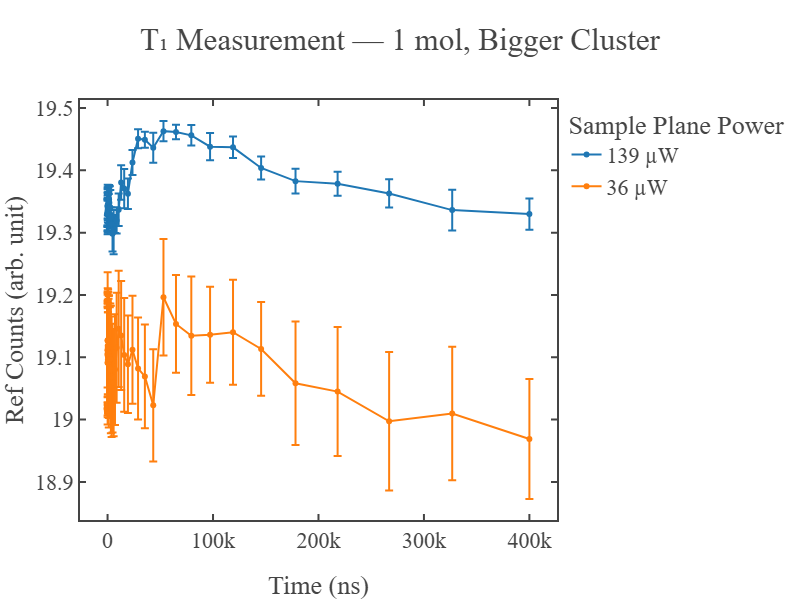 T₁ Measurement — 1 mol, Bigger Cluster
Sample Plane Power
139 µW
36 µW
Ref Counts (arb. unit)
19.5
19.4
19.3
19.2
19.1
19
18.9
0
100k
200k
300k
400k
Time (ns)